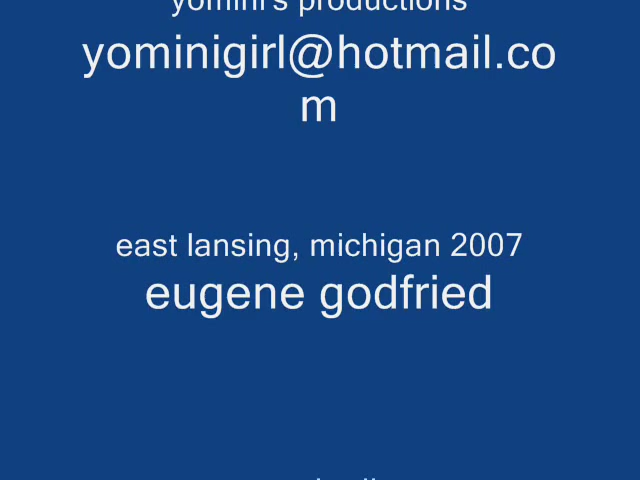 yomini's productions
yominigirl@hotmail.co
m
east lansing, michigan 2007
eugene godfried